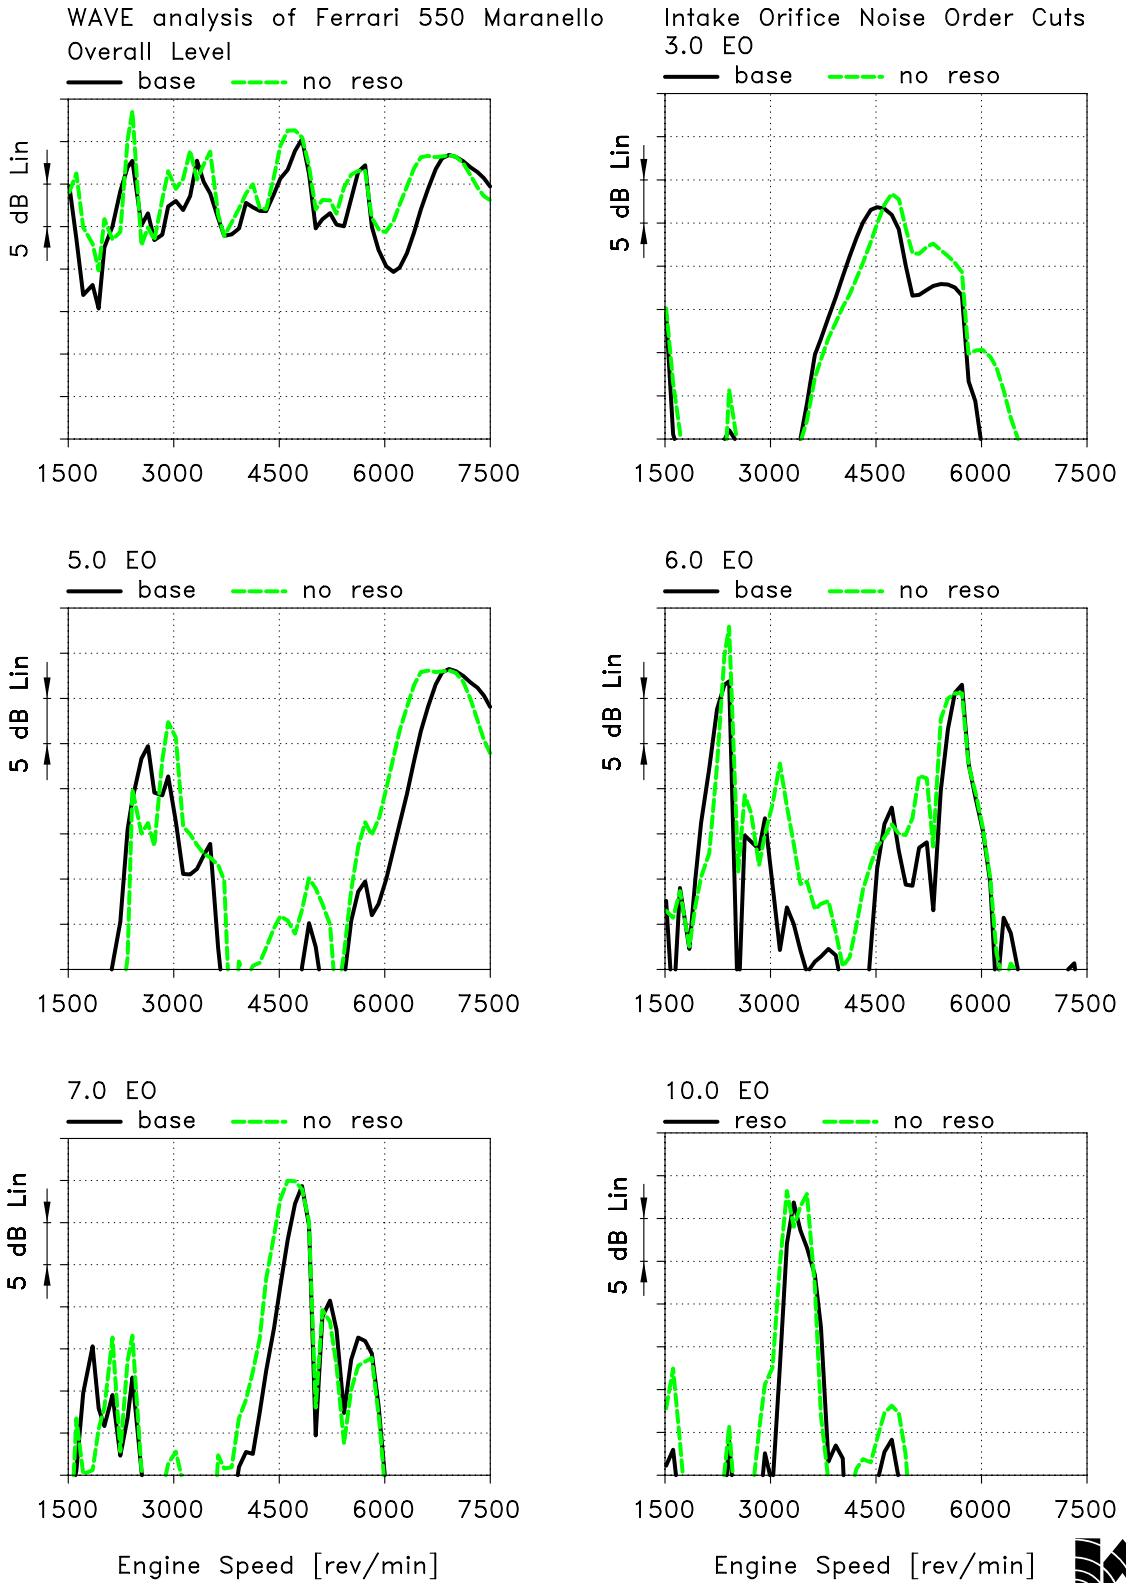 WAVE analysis of Ferrari 550 Maranello
Intake Orifice Noise Order Cuts
Overall Level
base no reso
5 dB Lin
1500 3000 4500 6000 7500
3.0 EO
base no reso
5 dB Lin
1500 3000 4500 6000 7500
5.0 EO
base no reso
5 dB Lin
1500 3000 4500 6000 7500
6.0 EO
base no reso
5 dB Lin
1500 3000 4500 6000 7500
7.0 EO
base no reso
5 dB Lin
1500 3000 4500 6000 7500
Engine Speed [rev/min]
10.0 EO
reso no reso
5 dB Lin
1500 3000 4500 6000 7500
Engine Speed [rev/min]